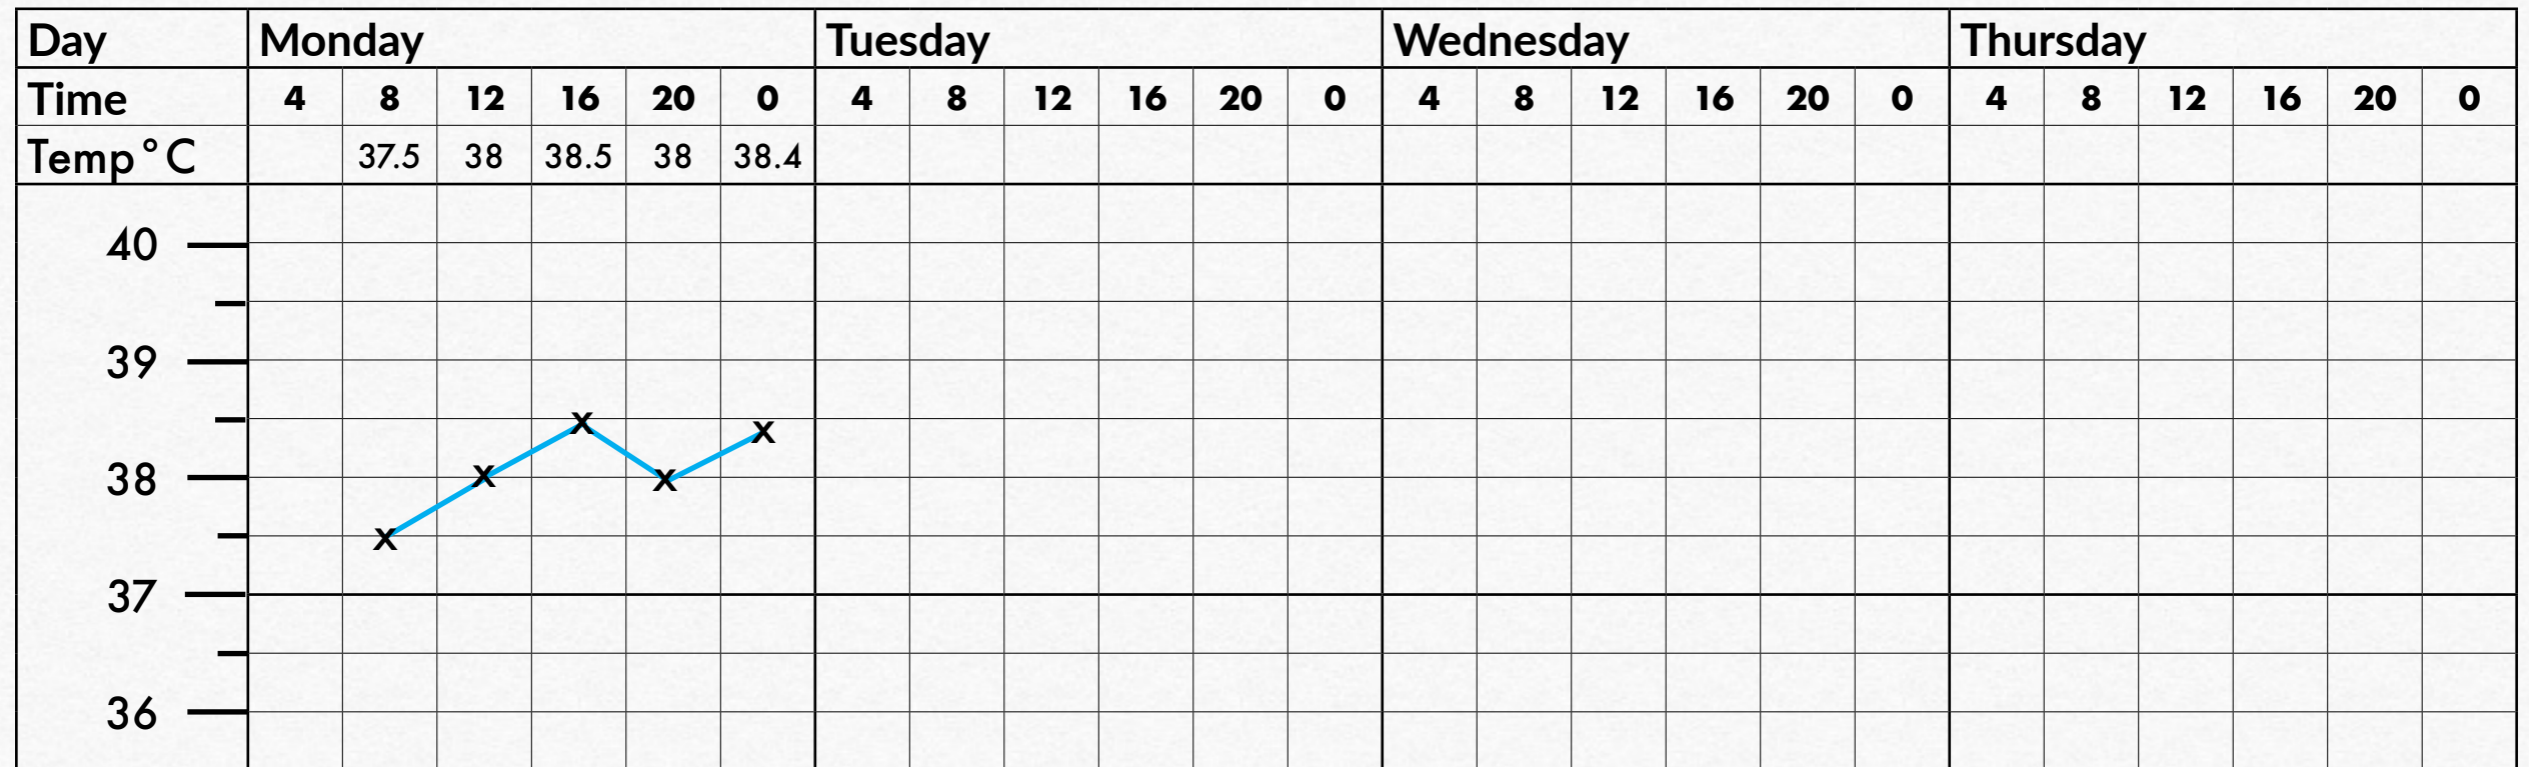 Day Monday Tuesday Wednesday Thursday
Time 4 8 12 16 20 0 4 8 12 16 20 0 4 8 12 16 20 0 4 8 12 16 20 0
Temp°C 37.5 38 38.5 38 38.4
40
39
38
37
36